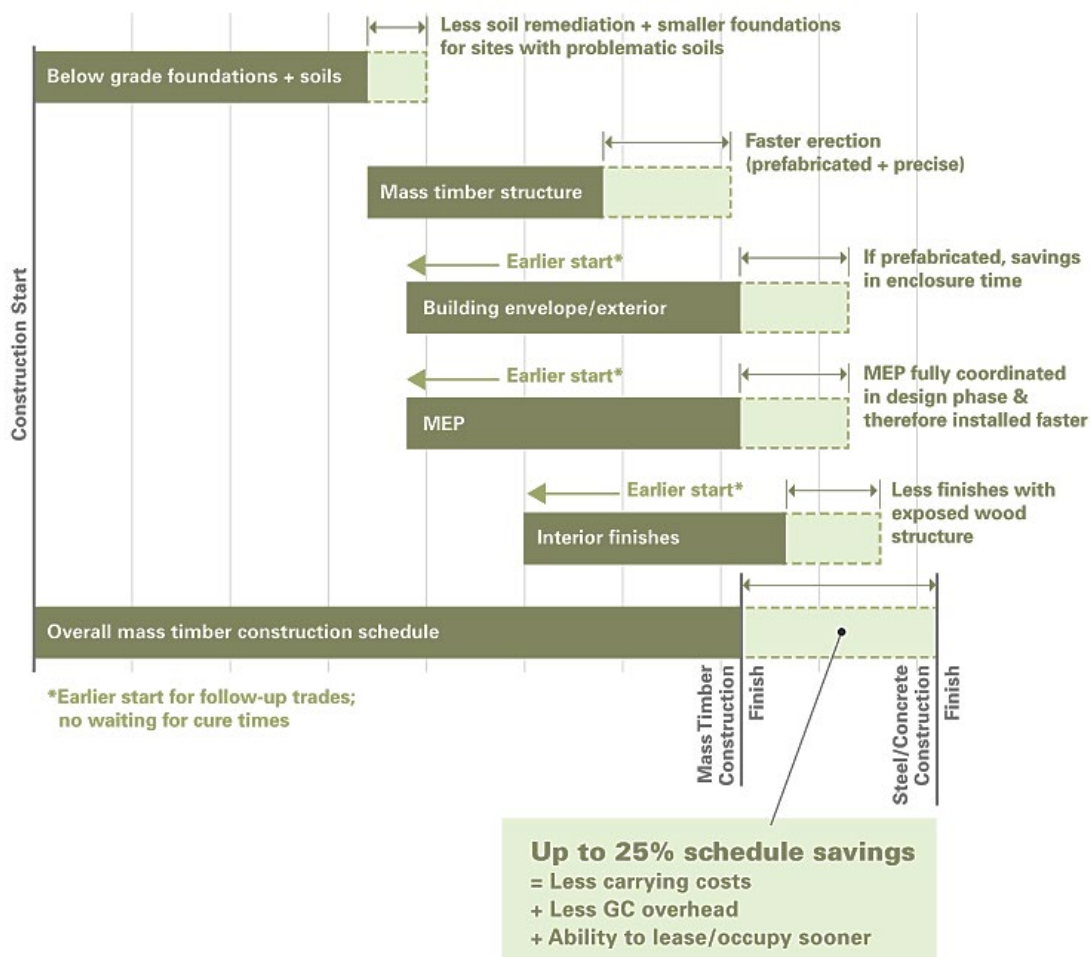 Less soil remediation + smaller foundations
for sites with problematic soils
Below grade foundations + soils
Faster erection
(prefabricated + precise)
Mass timber structure
Earlier start*
If prefabricated, savings
in enclosure time
Building envelope/exterior
Construction Start
Earlier start*
MEP fully coordinated
in design phase &
therefore installed faster
MEP
Earlier start*
Less finishes with
exposed wood
structure
Interior finishes
Overall mass timber construction schedule
*Earlier start for follow-up trades;
no waiting for cure times
Mass Timber
Construction
Finish
Steel/Concrete
Construction
Finish
Up to 25% schedule savings
= Less carrying costs
+ Less GC overhead
+ Ability to lease/occupy sooner